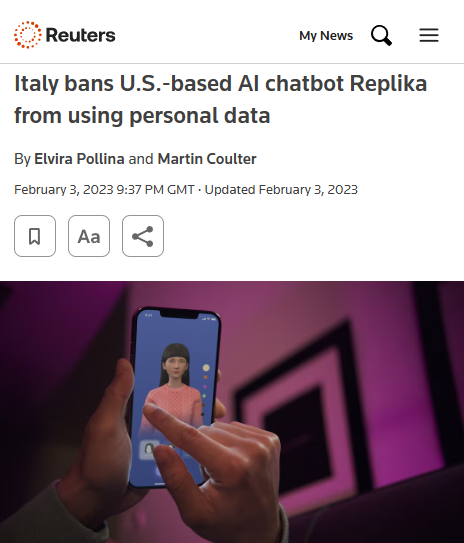 Reuters
My News
Italy bans U.S.-based AI chatbot Replika
from using personal data
By Elvira Pollina and Martin Coulter
February 3, 2023 9:37 PM GMT · Updated February 3, 2023
Aa